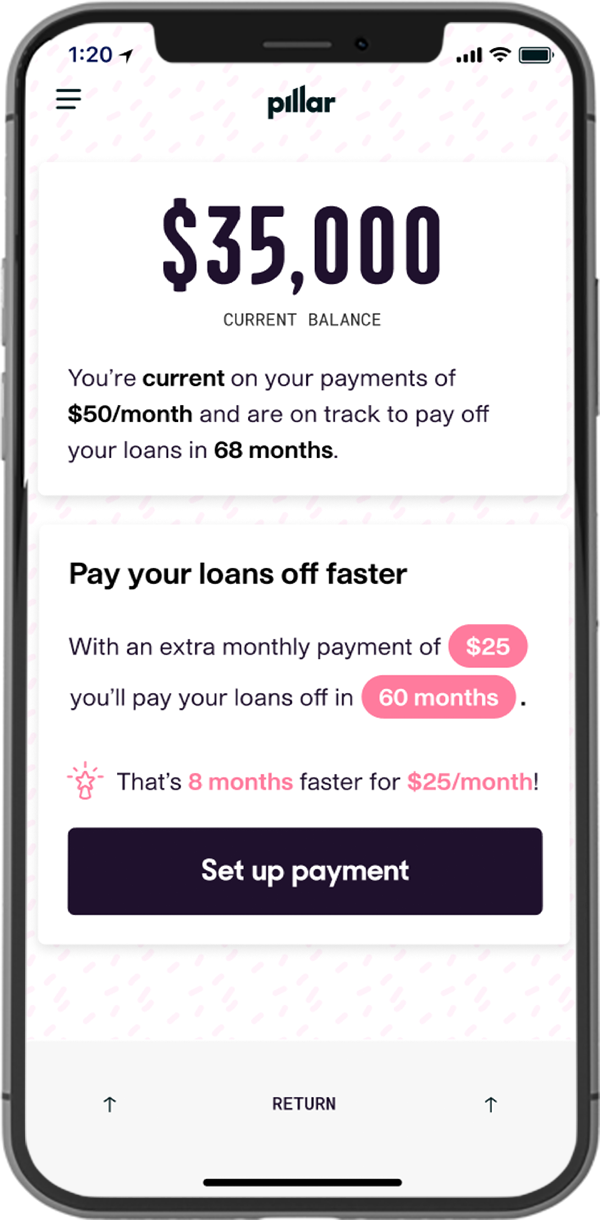 1:20
pıllar
$35,000
CURRENT BALANCE
You’re current on your payments of
$50/month and are on track to pay off
your loans in 68 months.
Pay your loans off faster
With an extra monthly payment of $25
you’ll pay your loans off in 60 months .
That’s 8 months faster for $25/month!
Set up payment
↑ RETURN ↑